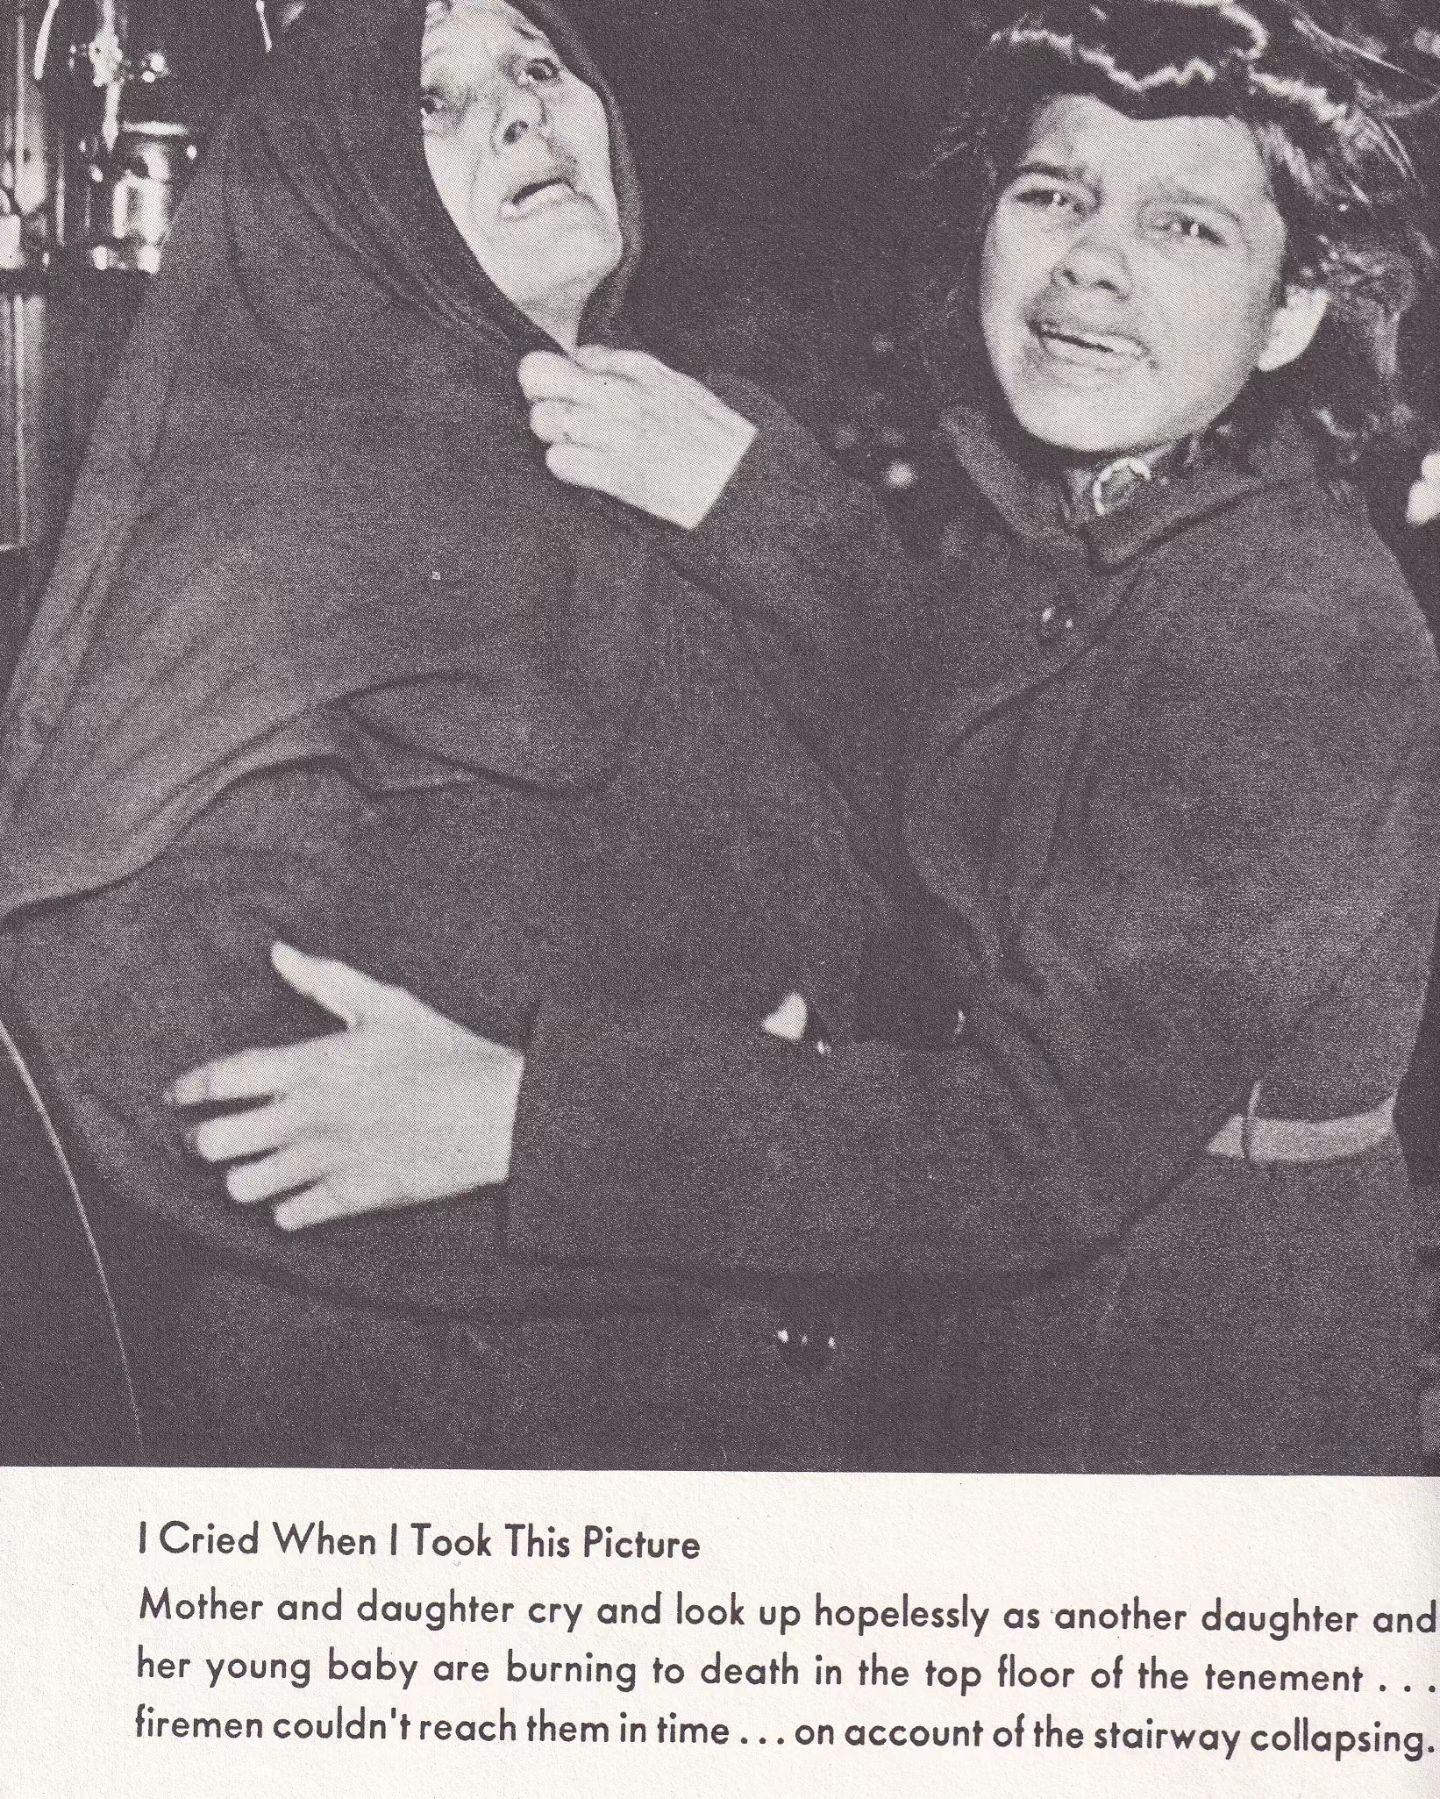 I Cried When I Took This Picture
Mother and daughter cry and look up hopelessly as another daughter and
her young baby are burning to death in the top floor of the tenement . . .
firemen couldn't reach them in time . . . on account of the stairway collapsing.